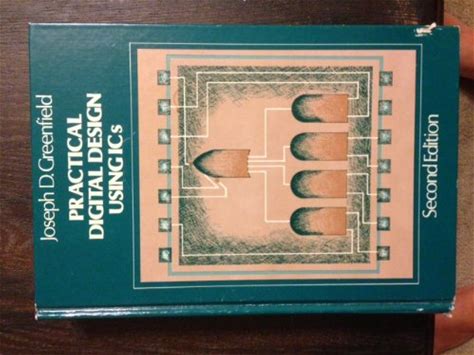 Joseph D. Greenfield
PRACTICAL
DIGITAL DESIGN
USING ICs
Second Edition